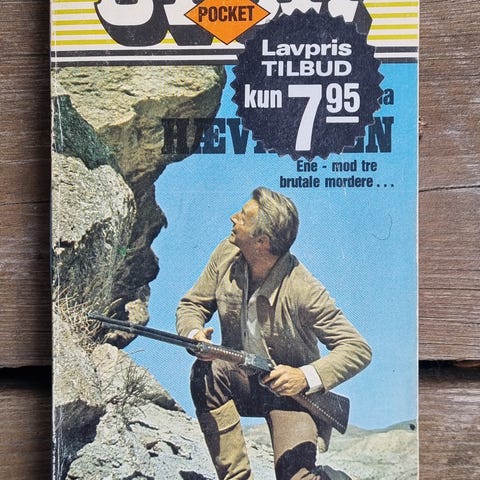 POCKET
Lavpris
TILBUD
kun 7 95
Ene - mod tre
brutale mordere...